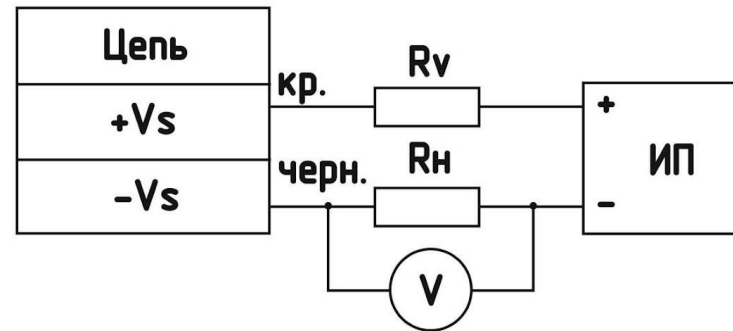 Цепь
+Vs
-Vs
кр.
черн.
Rv
Rн
V
+
-
ИП